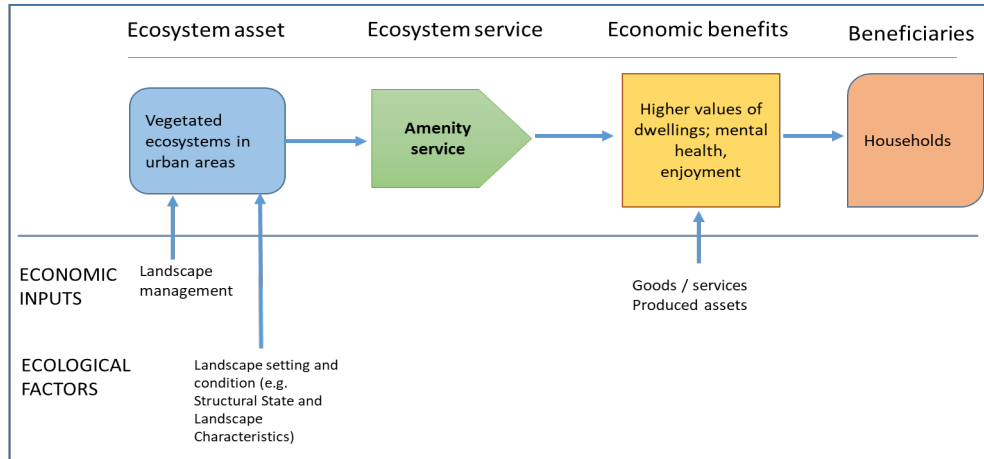 Ecosystem asset
Ecosystem service
Economic benefits
Beneficiaries
Vegetated
ecosystems in
urban areas
Amenity
service
Higher values of
dwellings; mental
health,
enjoyment
Households
ECONOMIC
INPUTS
Landscape
management
Goods / services
Produced assets
ECOLOGICAL
FACTORS
Landscape setting and
condition (e.g.
Structural State and
Landscape
Characteristics)